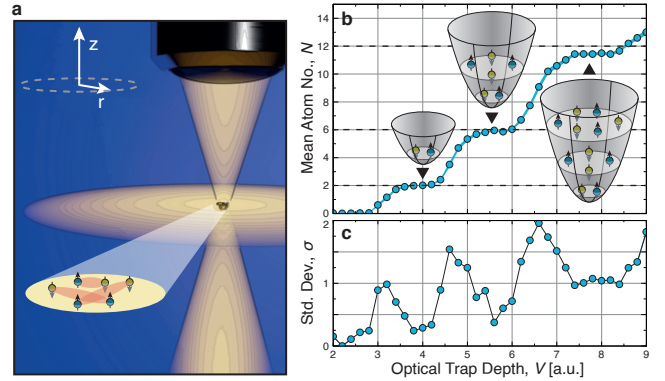 a
z
r
b
Mean Atom No., N
14
12
10
8
6
4
2
0
c
Std. Dev., σ
2
1
0
2
3
4
5
6
7
8
9
Optical Trap Depth, V [a.u.]